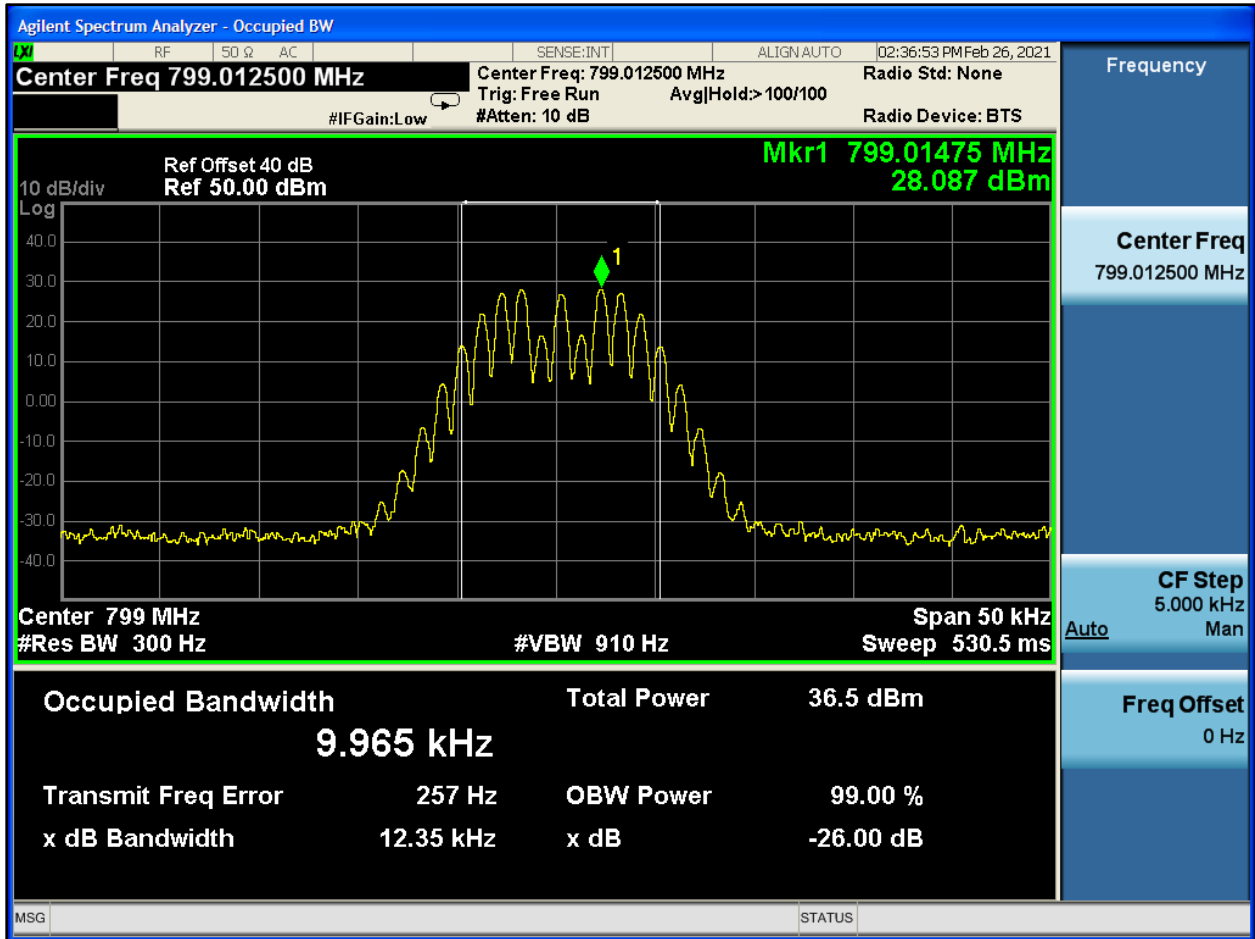 Agilent Spectrum Analyzer - Occupied BW
LXI RF 50 Ω AC SENSE:INT ALIGN AUTO 02:36:53 PM Feb 26, 2021
Center Freq 799.012500 MHz
#IFGain:Low
Center Freq: 799.012500 MHz
Trig: Free Run Avg|Hold:> 100/100
#Atten: 10 dB
Radio Std: None
Radio Device: BTS
Mkr1 799.01475 MHz
28.087 dBm
Ref Offset 40 dB
10 dB/div Ref 50.00 dBm
Log
40.0
30.0
20.0
10.0
0.00
-10.0
-20.0
-30.0
-40.0
1
Center 799 MHz Span 50 kHz
#Res BW 300 Hz #VBW 910 Hz Sweep 530.5 ms
Occupied Bandwidth Total Power 36.5 dBm
9.965 kHz
Transmit Freq Error 257 Hz OBW Power 99.00 %
x dB Bandwidth 12.35 kHz x dB -26.00 dB
MSG STATUS
Frequency
Center Freq
799.012500 MHz
CF Step
5.000 kHz
Auto Man
Freq Offset
0 Hz